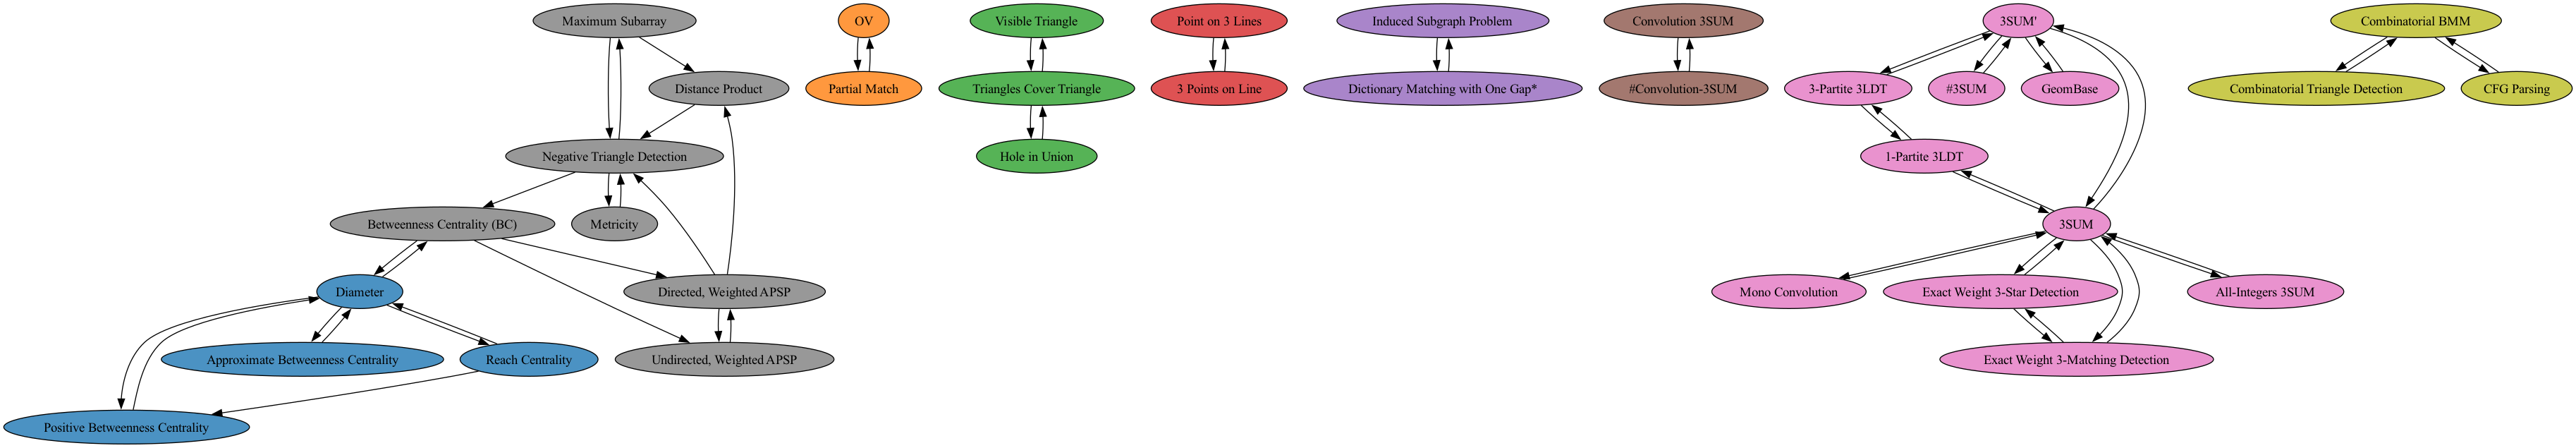 Maximum Subarray
OV
Visible Triangle
Point on 3 Lines
Induced Subgraph Problem
Convolution 3SUM
3SUM'
Combinatorial BMM
Distance Product
Partial Match
Triangles Cover Triangle
3 Points on Line
Dictionary Matching with One Gap*
#Convolution-3SUM
3-Partite 3LDT
#3SUM
GeomBase
Combinatorial Triangle Detection
CFG Parsing
Negative Triangle Detection
Hole in Union
1-Partite 3LDT
Betweenness Centrality (BC)
Metricity
3SUM
Diameter
Directed, Weighted APSP
Mono Convolution
Exact Weight 3-Star Detection
All-Integers 3SUM
Approximate Betweenness Centrality
Reach Centrality
Undirected, Weighted APSP
Exact Weight 3-Matching Detection
Positive Betweenness Centrality